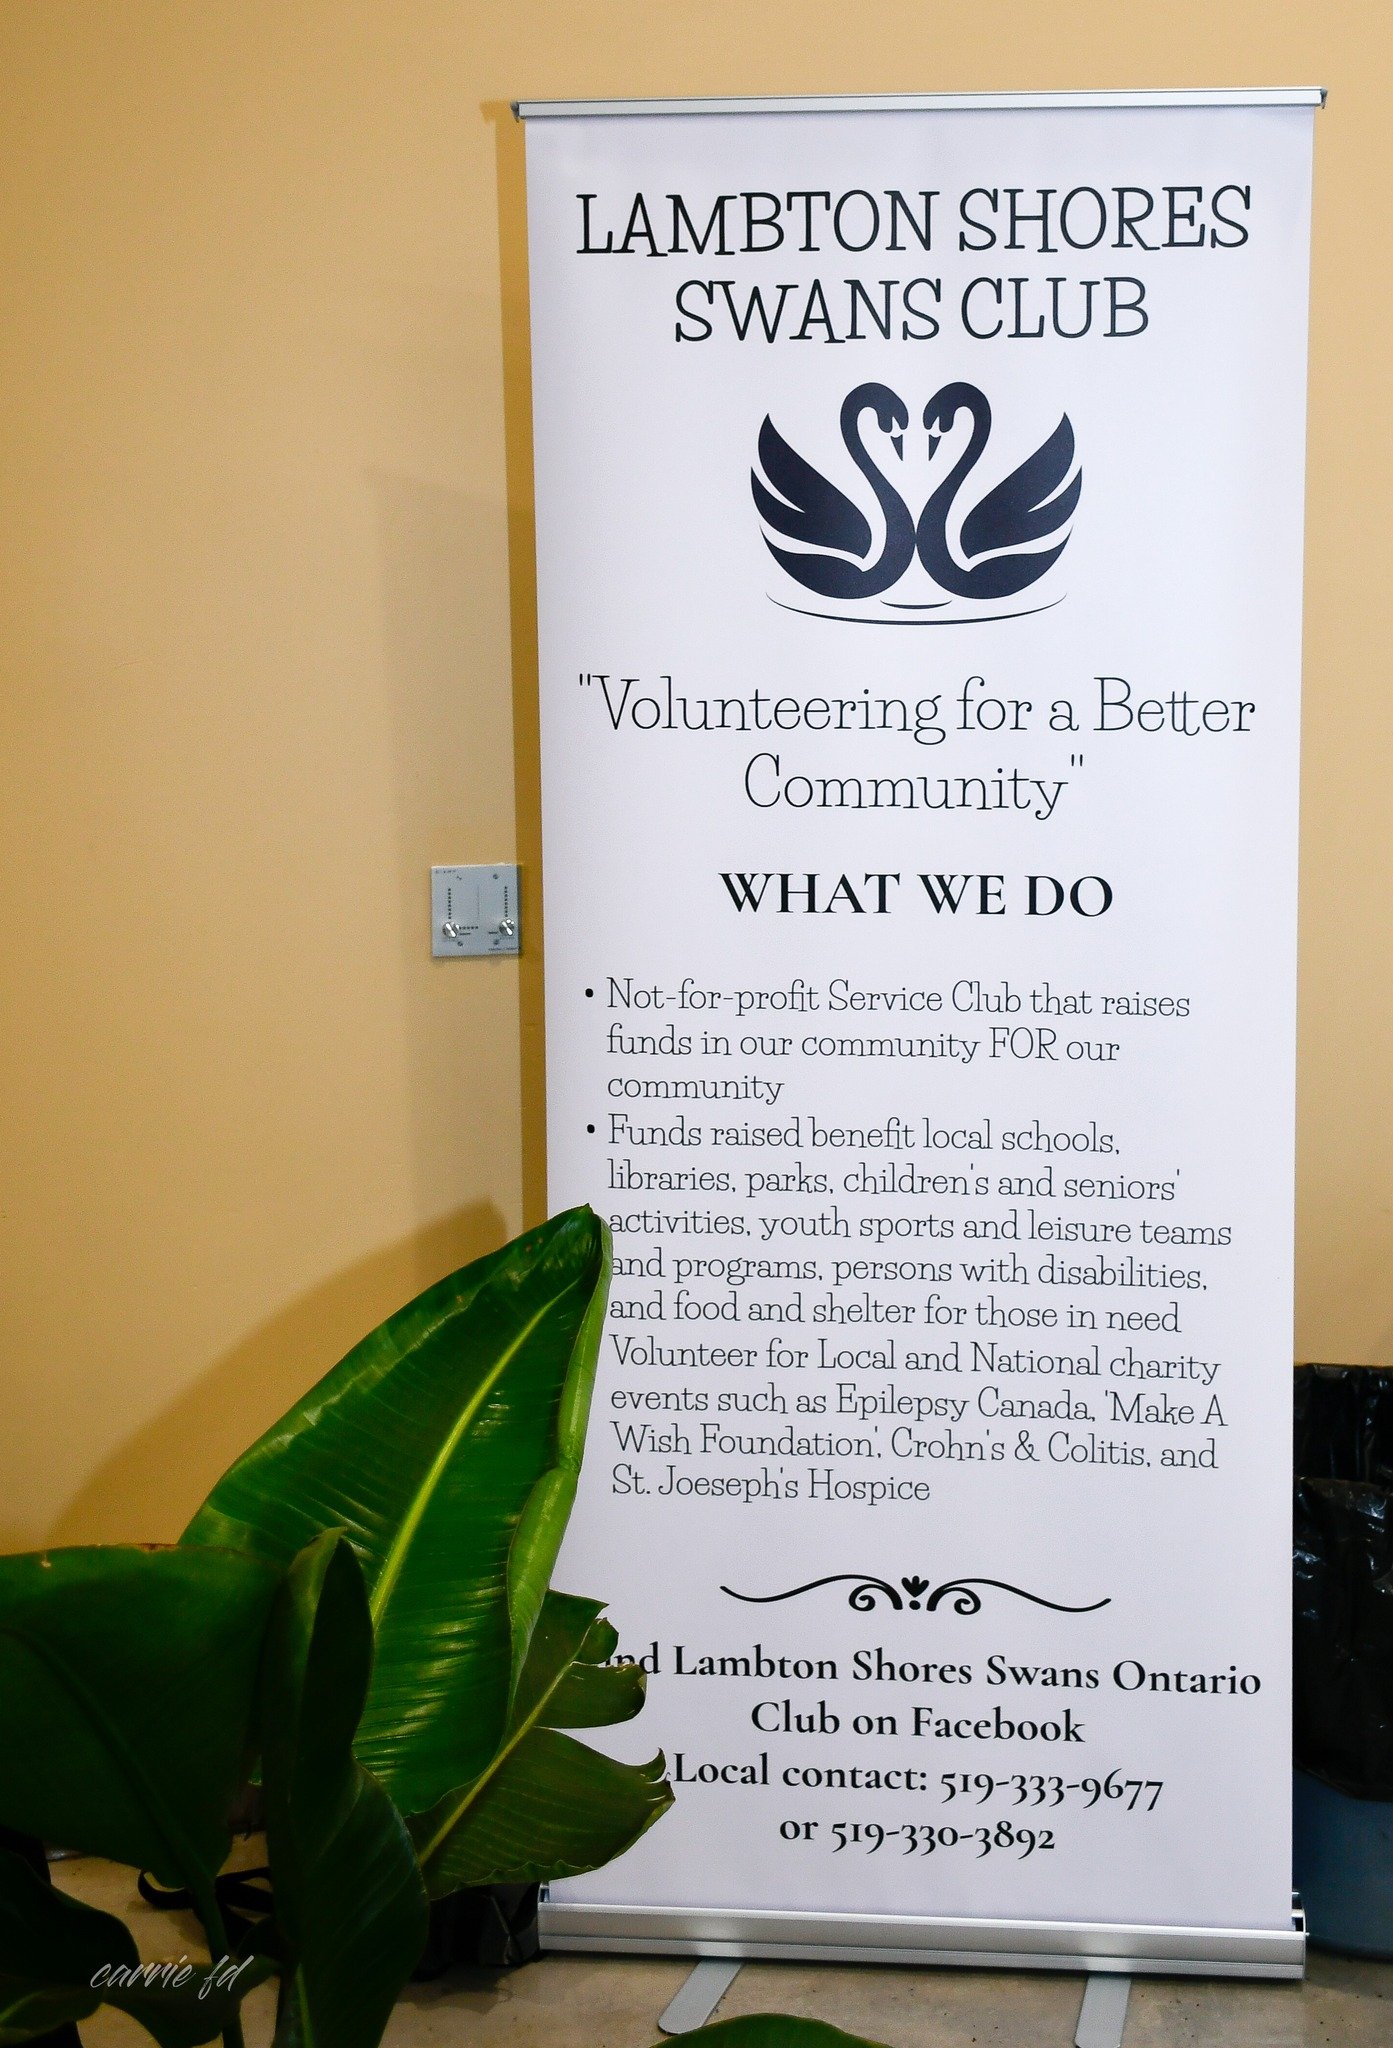 LAMBTON SHORES
SWANS CLUB
"Volunteering for a Better
Community"
WHAT WE DO
• Not-for-profit Service Club that raises
funds in our community FOR our
community
• Funds raised benefit local schools,
libraries, parks, children's and seniors'
activities, youth sports and leisure teams
and programs, persons with disabilities,
and food and shelter for those in need
Volunteer for Local and National charity
events such as Epilepsy Canada, 'Make A
Wish Foundation', Crohn's & Colitis, and
St. Joeseph's Hospice
Lambton Shores Swans Ontario
Club on Facebook
Local contact: 519-333-9677
or 519-330-3892
carrie fd